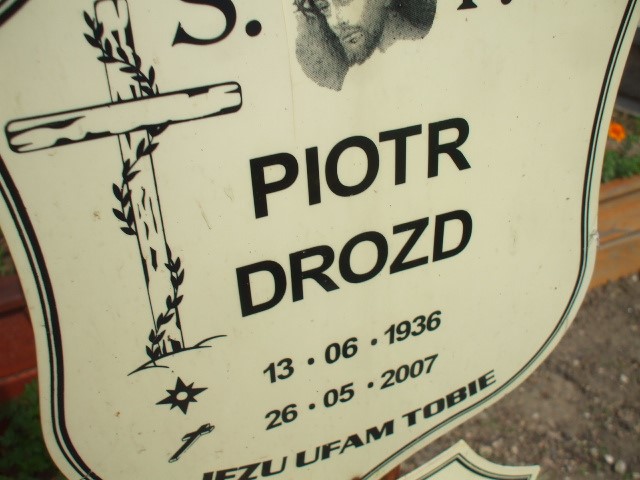 Ś. P.
PIOTR
DROZD
13 · 06 · 1936
26 · 05 · 2007
JEZU UFAM TOBIE